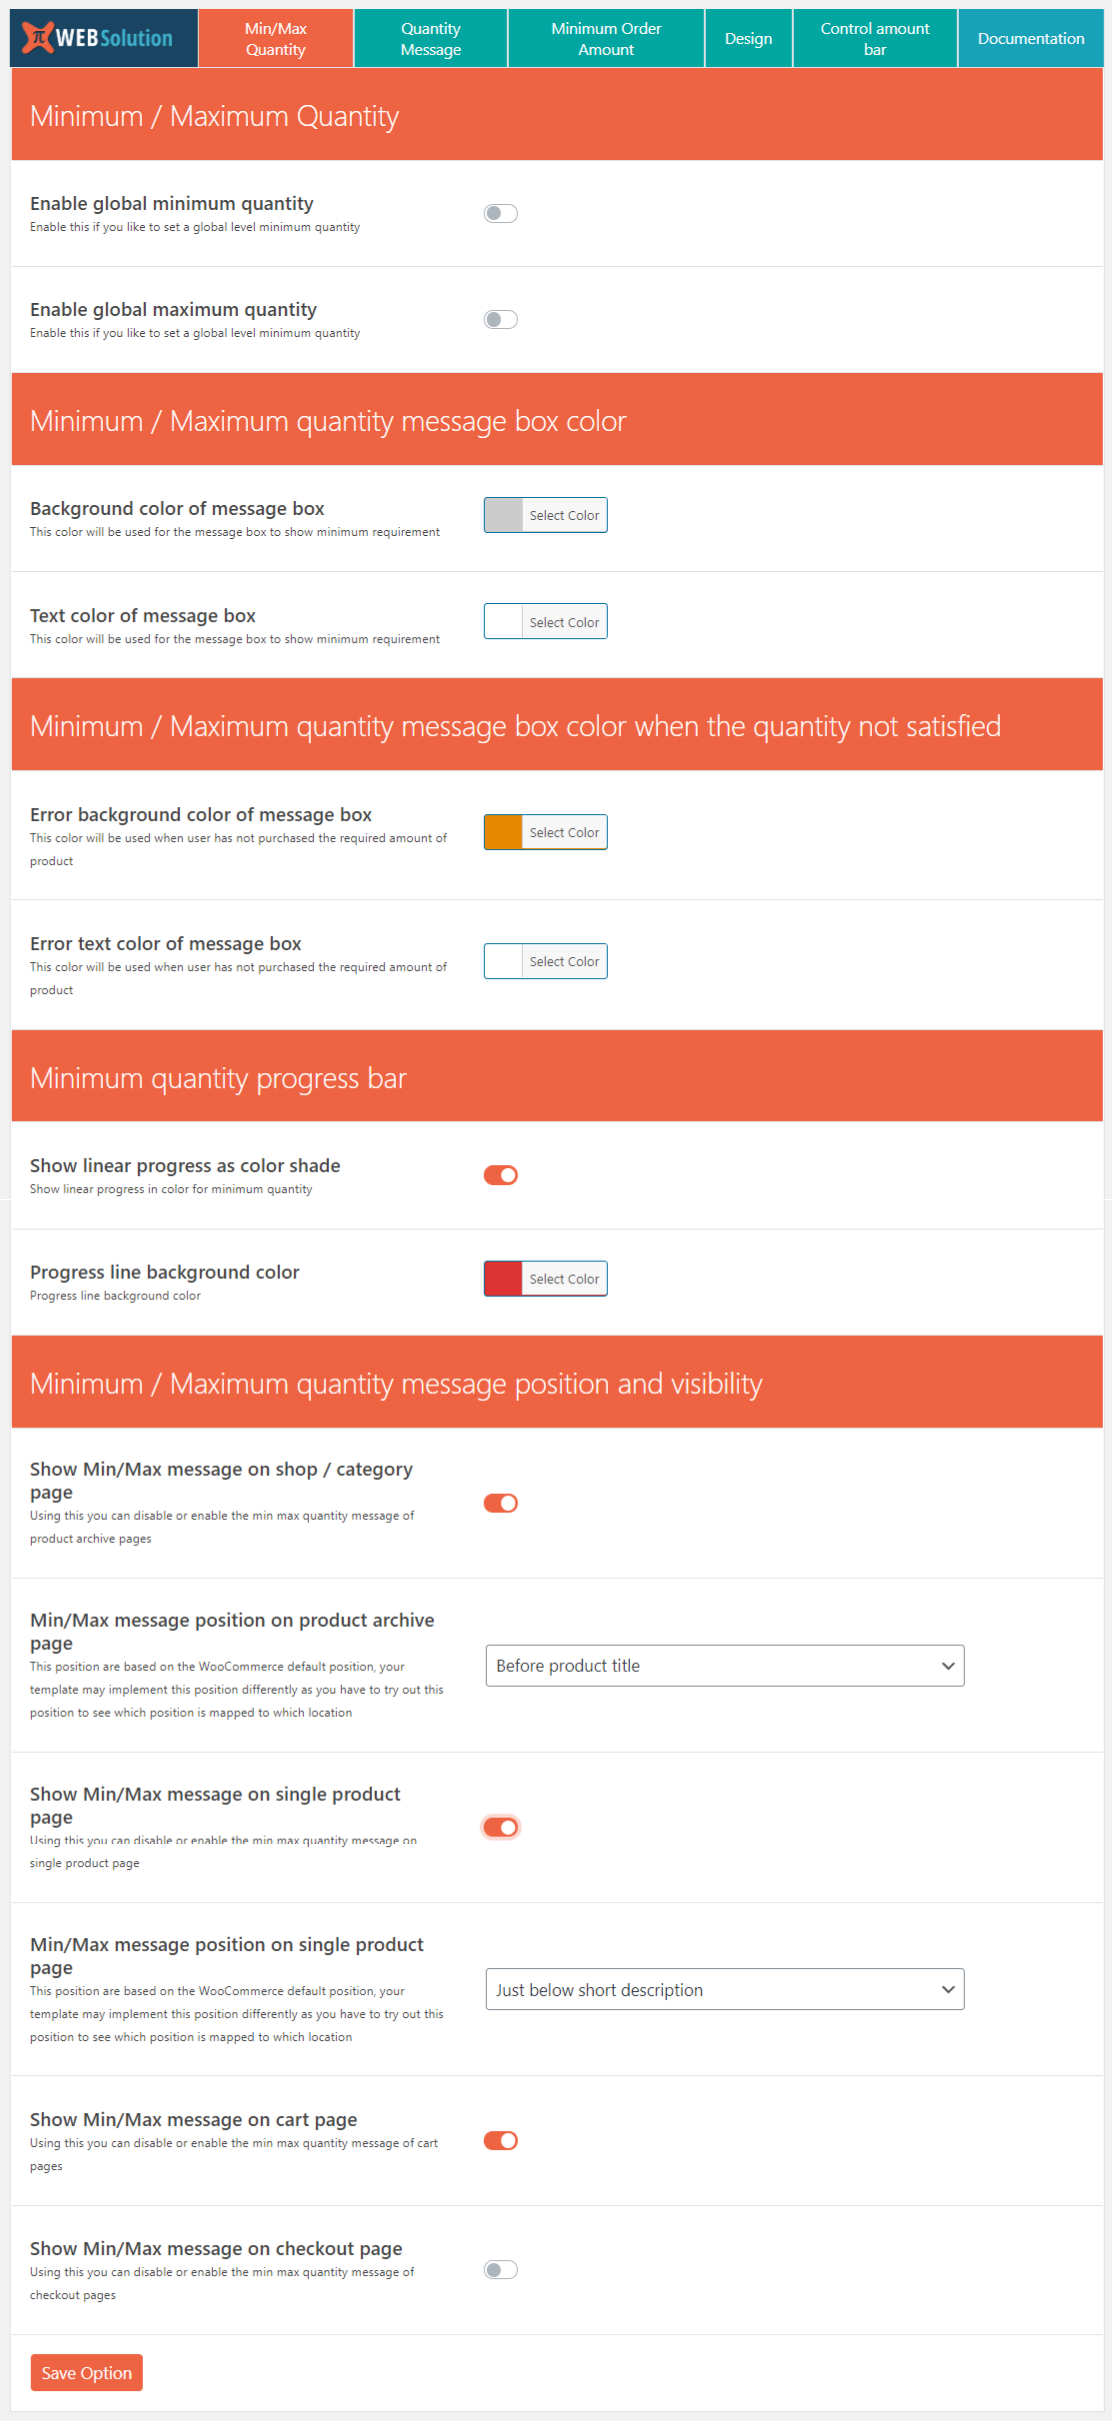 π WEBSolution
Min/Max
Quantity
Quantity
Message
Minimum Order
Amount
Design
Control amount
bar
Documentation
Minimum / Maximum Quantity
Enable global minimum quantity
Enable this if you like to set a global level minimum quantity
Enable global maximum quantity
Enable this if you like to set a global level minimum quantity
Minimum / Maximum quantity message box color
Background color of message box
This color will be used for the message box to show minimum requirement
Select Color
Text color of message box
This color will be used for the message box to show minimum requirement
Select Color
Minimum / Maximum quantity message box color when the quantity not satisfied
Error background color of message box
This color will be used when user has not purchased the required amount of
product
Select Color
Error text color of message box
This color will be used when user has not purchased the required amount of
product
Select Color
Minimum quantity progress bar
Show linear progress as color shade
Show linear progress in color for minimum quantity
Progress line background color
Progress line background color
Select Color
Minimum / Maximum quantity message position and visibility
Show Min/Max message on shop / category
page
Using this you can disable or enable the min max quantity message of
product archive pages
Min/Max message position on product archive
page
This position are based on the WooCommerce default position, your
template may implement this position differently as you have to try out this
position to see which position is mapped to which location
Before product title
Show Min/Max message on single product
page
Using this you can disable or enable the min max quantity message on
single product page
Min/Max message position on single product
page
This position are based on the WooCommerce default position, your
template may implement this position differently as you have to try out this
position to see which position is mapped to which location
Just below short description
Show Min/Max message on cart page
Using this you can disable or enable the min max quantity message of cart
pages
Show Min/Max message on checkout page
Using this you can disable or enable the min max quantity message of
checkout pages
Save Option